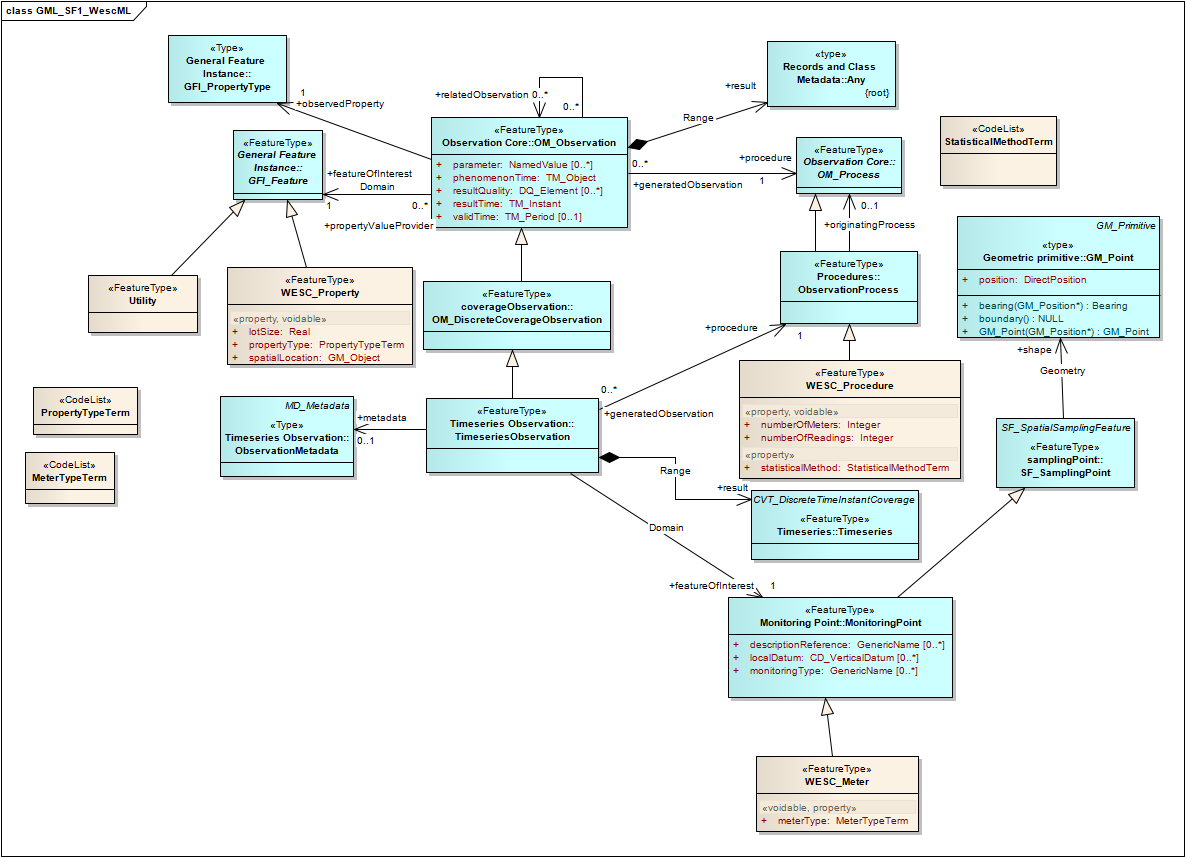 class GML_SF1_WescML
«Type»
General Feature
Instance::
GFI_PropertyType
1
+observedProperty
+relatedObservation 0..*
0..*
+result
Range
«type»
Records and Class
Metadata::Any
{root}
«FeatureType»
General Feature
Instance::
GFI_Feature
+featureOfInterest
Domain
1
0..*
+propertyValueProvider
«FeatureType»
Observation Core::OM_Observation
+ parameter: NamedValue [0..*]
+ phenomenonTime: TM_Object
+ resultQuality: DQ_Element [0..*]
+ resultTime: TM_Instant
+ validTime: TM_Period [0..1]
0..*
+generatedObservation
+procedure
1
«FeatureType»
Observation Core::
OM_Process
0..1
+originatingProcess
«CodeList»
StatisticalMethodTerm
GM_Primitive
«type»
Geometric primitive::GM_Point
+ position: DirectPosition
+ bearing(GM_Position*) : Bearing
+ boundary() : NULL
+ GM_Point(GM_Position*) : GM_Point
+shape
Geometry
«FeatureType»
Utility
«FeatureType»
WESC_Property
«property, voidable»
+ lotSize: Real
+ propertyType: PropertyTypeTerm
+ spatialLocation: GM_Object
«FeatureType»
coverageObservation::
OM_DiscreteCoverageObservation
«FeatureType»
Procedures::
ObservationProcess
+procedure
1
0..*
+generatedObservation
«FeatureType»
WESC_Procedure
«property, voidable»
+ numberOfMeters: Integer
+ numberOfReadings: Integer
«property»
+ statisticalMethod: StatisticalMethodTerm
«CodeList»
PropertyTypeTerm
«CodeList»
MeterTypeTerm
MD_Metadata
«Type»
Timeseries Observation::
ObservationMetadata
+metadata
0..1
«FeatureType»
Timeseries Observation::
TimeseriesObservation
Range
+result
CVT_DiscreteTimeInstantCoverage
«FeatureType»
Timeseries::Timeseries
SF_SpatialSamplingFeature
«FeatureType»
samplingPoint::
SF_SamplingPoint
Domain
+featureOfInterest
1
«FeatureType»
Monitoring Point::MonitoringPoint
+ descriptionReference: GenericName [0..*]
+ localDatum: CD_VerticalDatum [0..*]
+ monitoringType: GenericName [0..*]
«FeatureType»
WESC_Meter
«voidable, property»
+ meterType: MeterTypeTerm